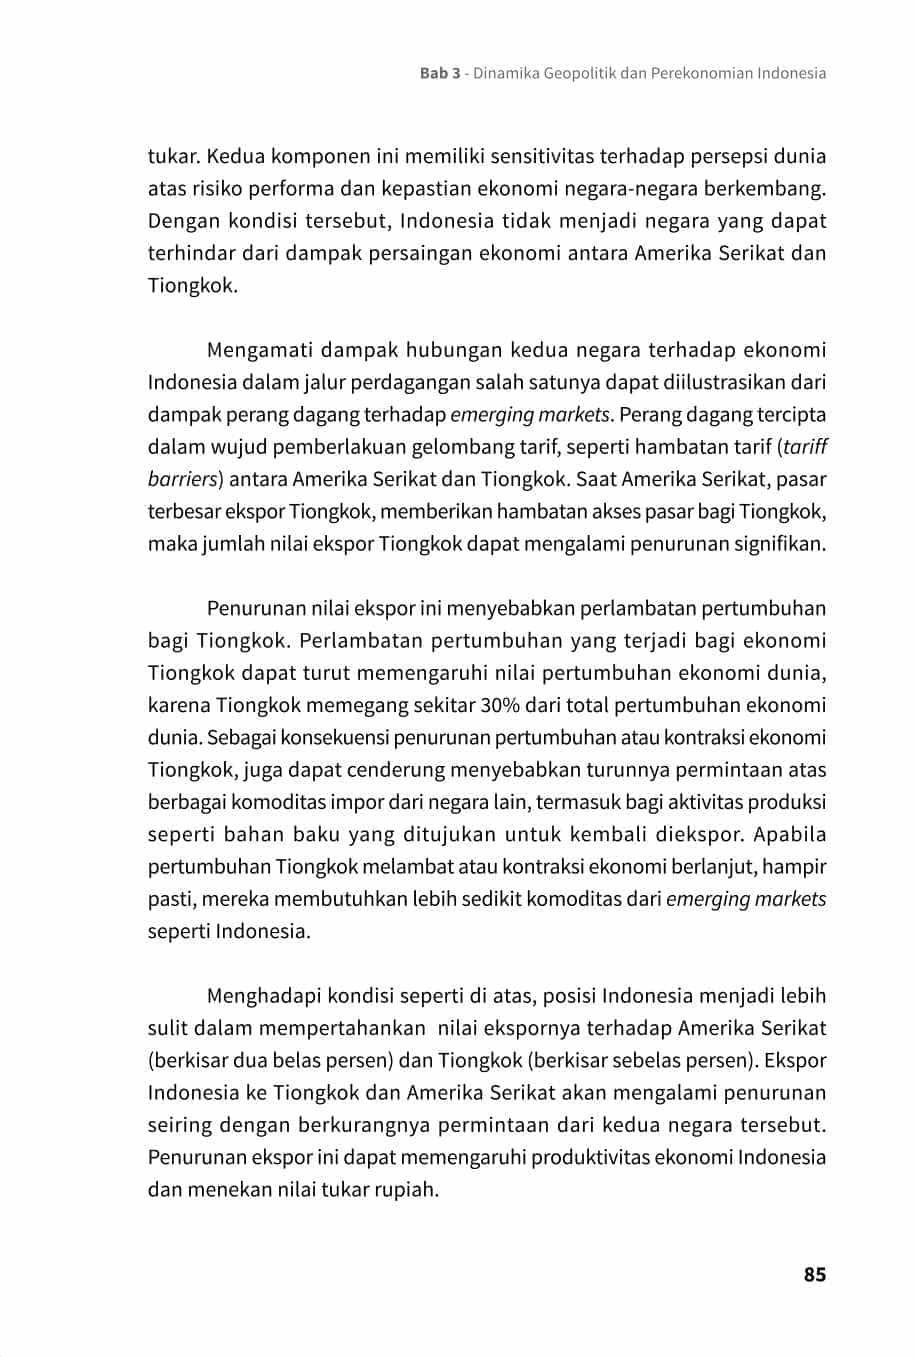 Bab 3 - Dinamika Geopolitik dan Perekonomian Indonesia
tukar. Kedua komponen ini memiliki sensitivitas terhadap persepsi dunia
atas risiko performa dan kepastian ekonomi negara-negara berkembang.
Dengan kondisi tersebut, Indonesia tidak menjadi negara yang dapat
terhindar dari dampak persaingan ekonomi antara Amerika Serikat dan
Tiongkok.
Mengamati dampak hubungan kedua negara terhadap ekonomi
Indonesia dalam jalur perdagangan salah satunya dapat diilustrasikan dari
dampak perang dagang terhadap emerging markets. Perang dagang tercipta
dalam wujud pemberlakuan gelombang tarif, seperti hambatan tarif (tariff
barriers) antara Amerika Serikat dan Tiongkok. Saat Amerika Serikat, pasar
terbesar ekspor Tiongkok, memberikan hambatan akses pasar bagi Tiongkok,
maka jumlah nilai ekspor Tiongkok dapat mengalami penurunan signifikan.
Penurunan nilai ekspor ini menyebabkan perlambatan pertumbuhan
bagi Tiongkok. Perlambatan pertumbuhan yang terjadi bagi ekonomi
Tiongkok dapat turut memengaruhi nilai pertumbuhan ekonomi dunia,
karena Tiongkok memegang sekitar 30% dari total pertumbuhan ekonomi
dunia. Sebagai konsekuensi penurunan pertumbuhan atau kontraksi ekonomi
Tiongkok, juga dapat cenderung menyebabkan turunnya permintaan atas
berbagai komoditas impor dari negara lain, termasuk bagi aktivitas produksi
seperti bahan baku yang ditujukan untuk kembali diekspor. Apabila
pertumbuhan Tiongkok melambat atau kontraksi ekonomi berlanjut, hampir
pasti, mereka membutuhkan lebih sedikit komoditas dari emerging markets
seperti Indonesia.
Menghadapi kondisi seperti di atas, posisi Indonesia menjadi lebih
sulit dalam mempertahankan  nilai ekspornya terhadap Amerika Serikat
(berkisar dua belas persen) dan Tiongkok (berkisar sebelas persen). Ekspor
Indonesia ke Tiongkok dan Amerika Serikat akan mengalami penurunan
seiring dengan berkurangnya permintaan dari kedua negara tersebut.
Penurunan ekspor ini dapat memengaruhi produktivitas ekonomi Indonesia
dan menekan nilai tukar rupiah.
85